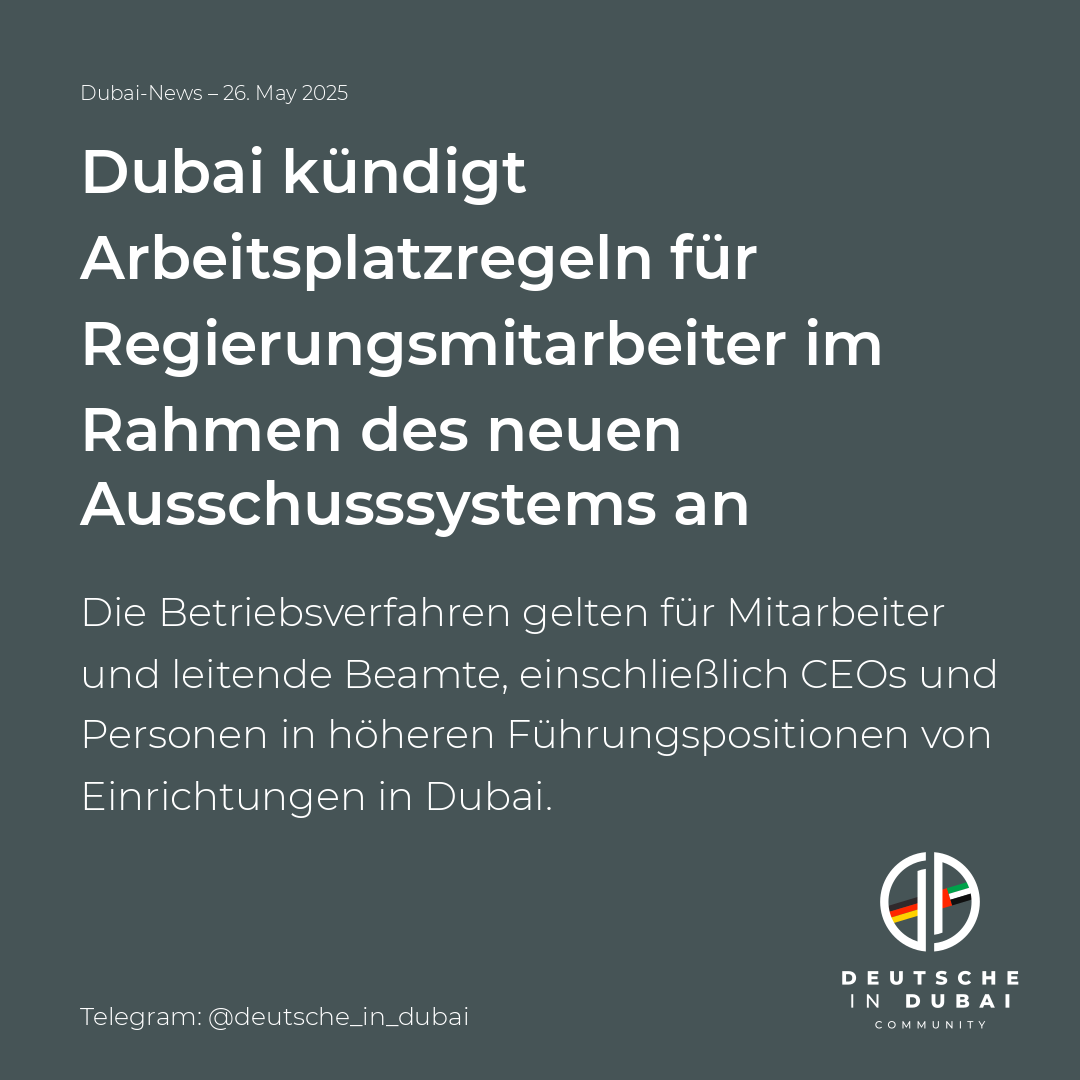 Dubai-News – 26. May 2025
Dubai kündigt
Arbeitsplatzregeln für
Regierungsmitarbeiter im
Rahmen des neuen
Ausschusssystems an
Die Betriebsverfahren gelten für Mitarbeiter
und leitende Beamte, einschließlich CEOs und
Personen in höheren Führungspositionen von
Einrichtungen in Dubai.
DEUTSCHE
IN DUBAI
COMMUNITY
Telegram: @deutsche_in_dubai